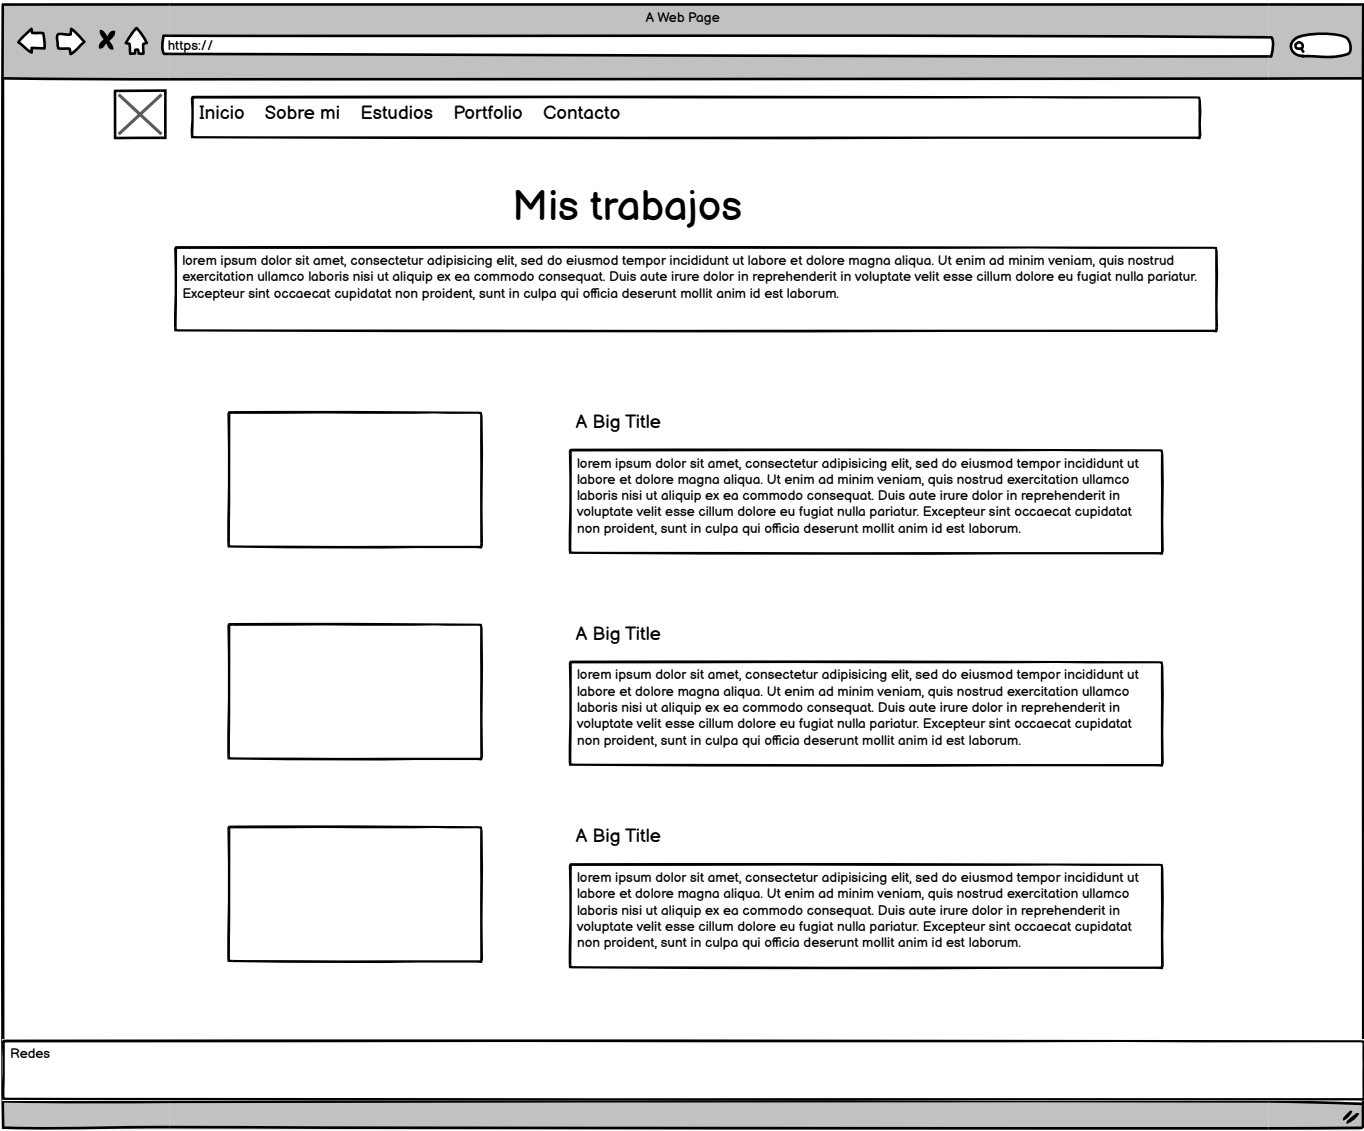 A Web Page
https://
Inicio Sobre mi Estudios Portfolio Contacto
Mis trabajos
lorem ipsum dolor sit amet, consectetur adipisicing elit, sed do eiusmod tempor incididunt ut labore et dolore magna aliqua. Ut enim ad minim veniam, quis nostrud
exercitation ullamco laboris nisi ut aliquip ex ea commodo consequat. Duis aute irure dolor in reprehenderit in voluptate velit esse cillum dolore eu fugiat nulla pariatur.
Excepteur sint occaecat cupidatat non proident, sunt in culpa qui officia deserunt mollit anim id est laborum.
A Big Title
lorem ipsum dolor sit amet, consectetur adipisicing elit, sed do eiusmod tempor incididunt ut
labore et dolore magna aliqua. Ut enim ad minim veniam, quis nostrud exercitation ullamco
laboris nisi ut aliquip ex ea commodo consequat. Duis aute irure dolor in reprehenderit in
voluptate velit esse cillum dolore eu fugiat nulla pariatur. Excepteur sint occaecat cupidatat
non proident, sunt in culpa qui officia deserunt mollit anim id est laborum.
A Big Title
lorem ipsum dolor sit amet, consectetur adipisicing elit, sed do eiusmod tempor incididunt ut
labore et dolore magna aliqua. Ut enim ad minim veniam, quis nostrud exercitation ullamco
laboris nisi ut aliquip ex ea commodo consequat. Duis aute irure dolor in reprehenderit in
voluptate velit esse cillum dolore eu fugiat nulla pariatur. Excepteur sint occaecat cupidatat
non proident, sunt in culpa qui officia deserunt mollit anim id est laborum.
A Big Title
lorem ipsum dolor sit amet, consectetur adipisicing elit, sed do eiusmod tempor incididunt ut
labore et dolore magna aliqua. Ut enim ad minim veniam, quis nostrud exercitation ullamco
laboris nisi ut aliquip ex ea commodo consequat. Duis aute irure dolor in reprehenderit in
voluptate velit esse cillum dolore eu fugiat nulla pariatur. Excepteur sint occaecat cupidatat
non proident, sunt in culpa qui officia deserunt mollit anim id est laborum.
Redes